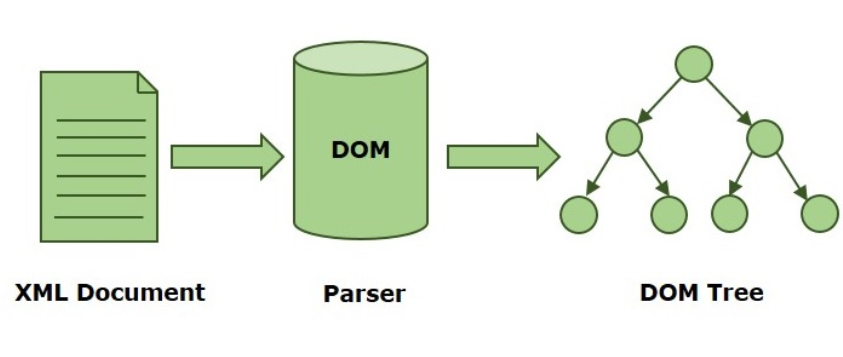 DOM
XML Document
Parser
DOM Tree